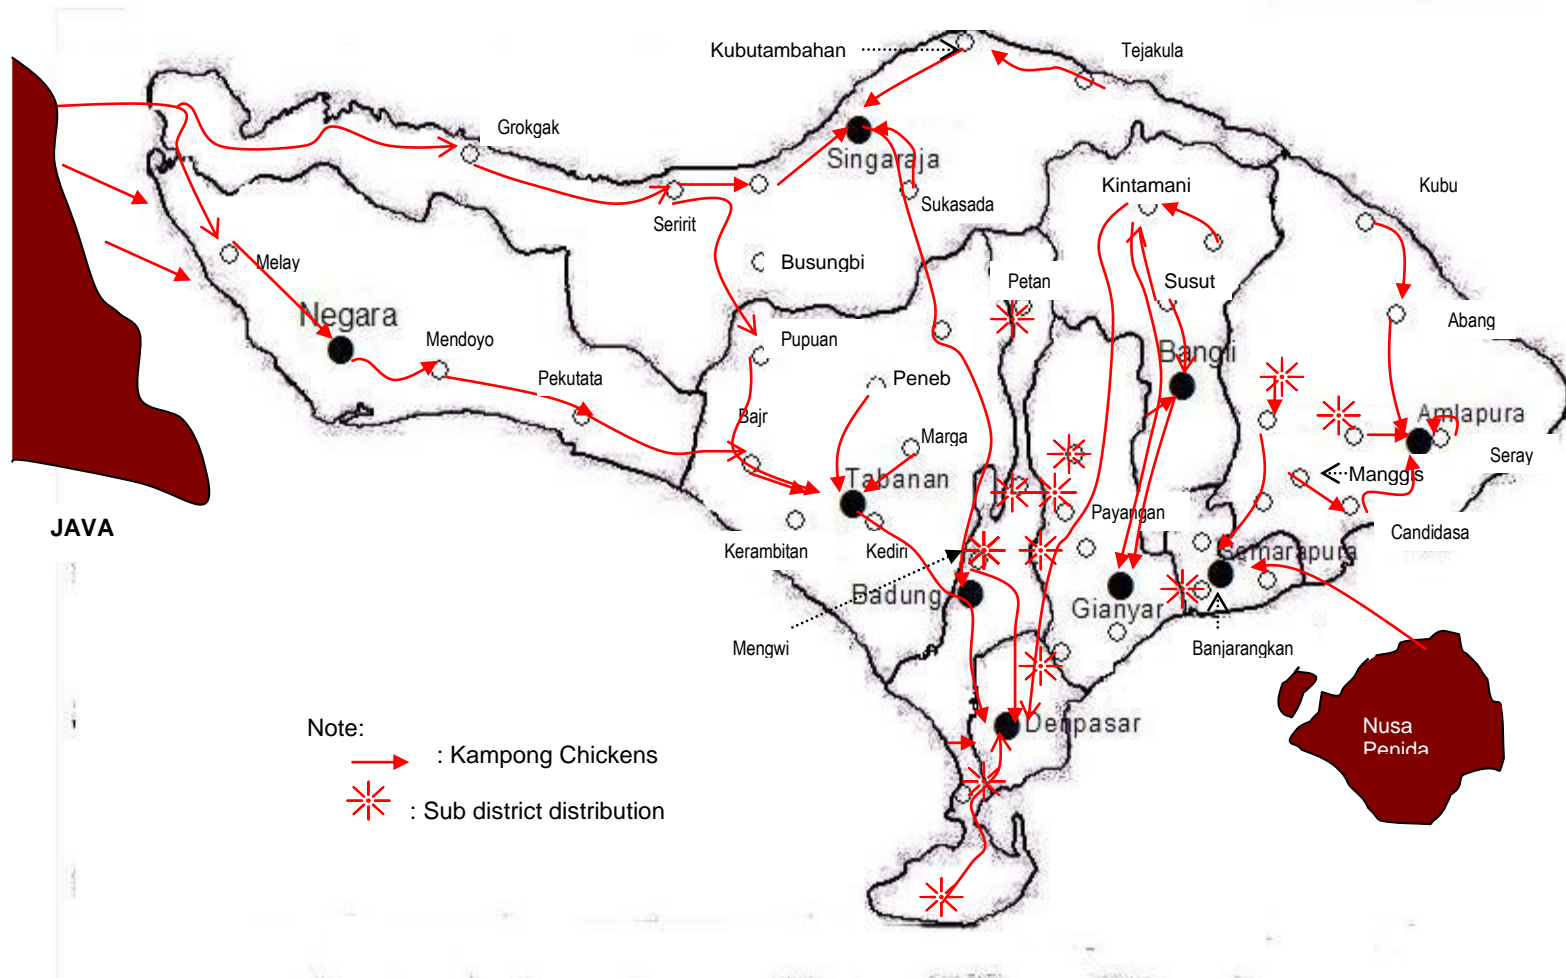 Kubutambahan
Tejakula
Grokgak
Singaraja
Kintamani
Kubu
Sukasada
Seririt
Melay
Busungbi
Petan
Susut
Negara
Abang
Mendoyo
Pupuan
Bangli
Pekutata
Peneb
Bajr
Marga
Amlapura
Seray
Tabanan
Manggis
JAVA
Payangan
Candidasa
Kerambitan
Kediri
Semarapura
Badung
Gianyar
Mengwi
Banjarangkan
Denpasar
Nusa
Penida
Note:
: Kampong Chickens
: Sub district distribution